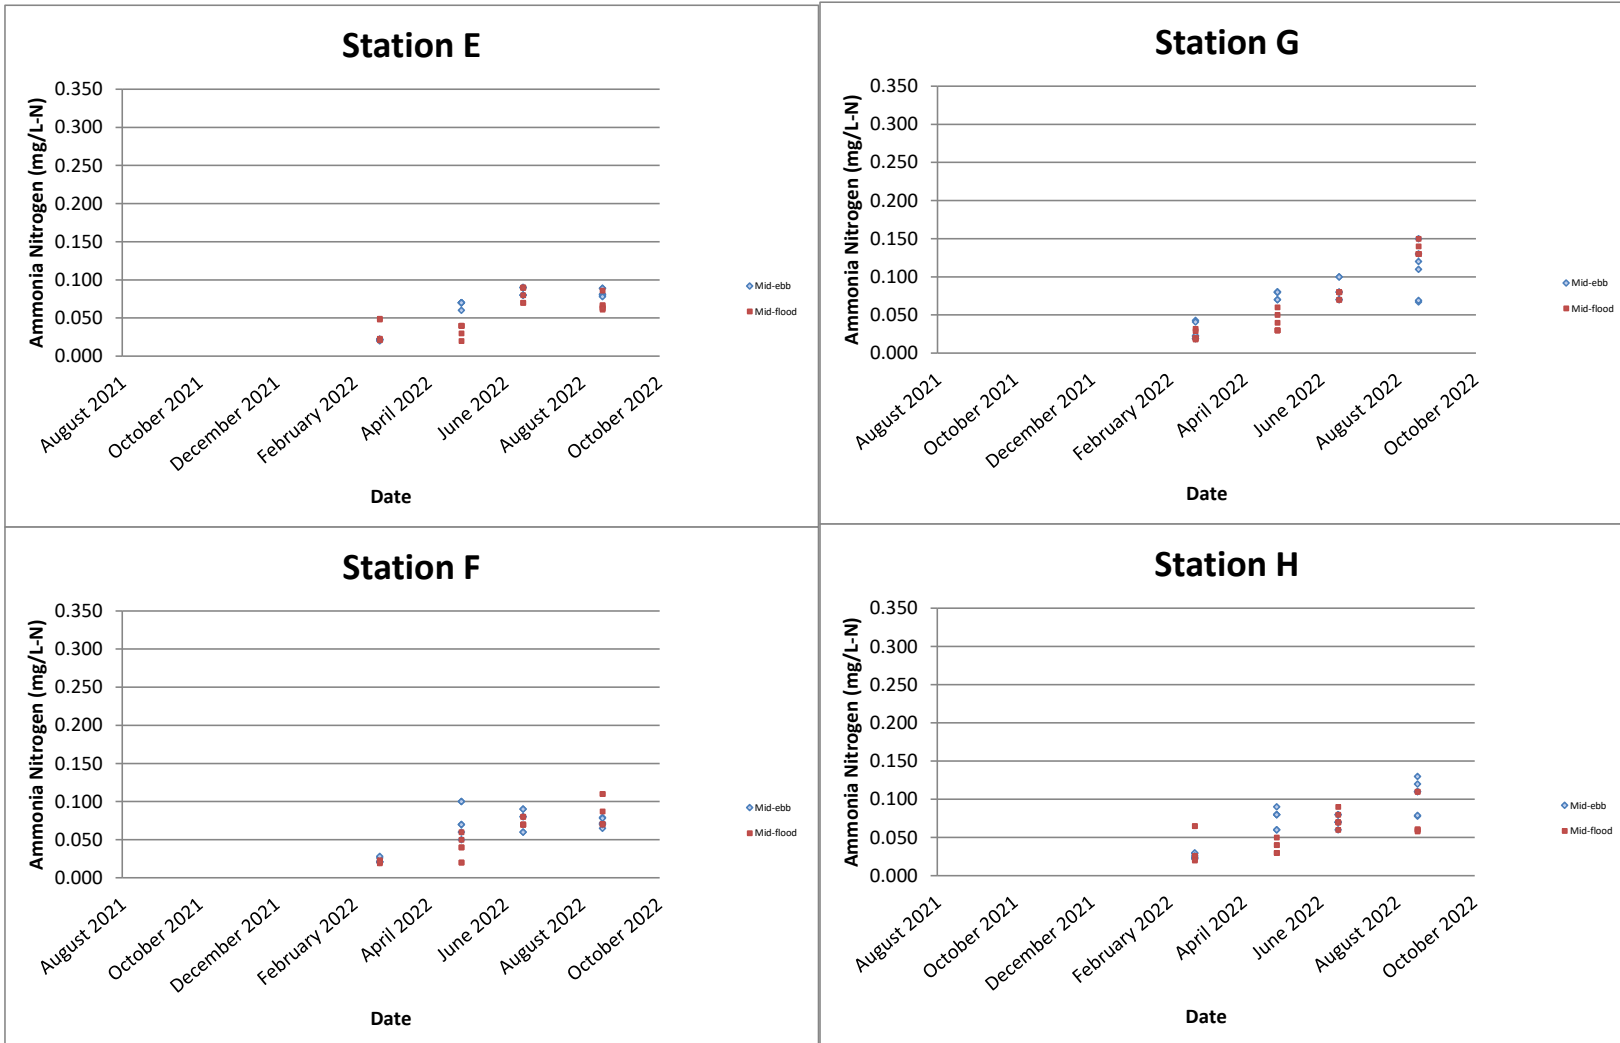 Station E
Ammonia Nitrogen (mg/L-N)
0.350
0.300
0.250
0.200
0.150
0.100
0.050
0.000
August 2021
October 2021
December 2021
February 2022
April 2022
June 2022
August 2022
October 2022
Date
Mid-ebb
Mid-flood
Station G
Ammonia Nitrogen (mg/L-N)
0.350
0.300
0.250
0.200
0.150
0.100
0.050
0.000
August 2021
October 2021
December 2021
February 2022
April 2022
June 2022
August 2022
October 2022
Date
Mid-ebb
Mid-flood
Station F
Ammonia Nitrogen (mg/L-N)
0.350
0.300
0.250
0.200
0.150
0.100
0.050
0.000
August 2021
October 2021
December 2021
February 2022
April 2022
June 2022
August 2022
October 2022
Date
Mid-ebb
Mid-flood
Station H
Ammonia Nitrogen (mg/L-N)
0.350
0.300
0.250
0.200
0.150
0.100
0.050
0.000
August 2021
October 2021
December 2021
February 2022
April 2022
June 2022
August 2022
October 2022
Date
Mid-ebb
Mid-flood